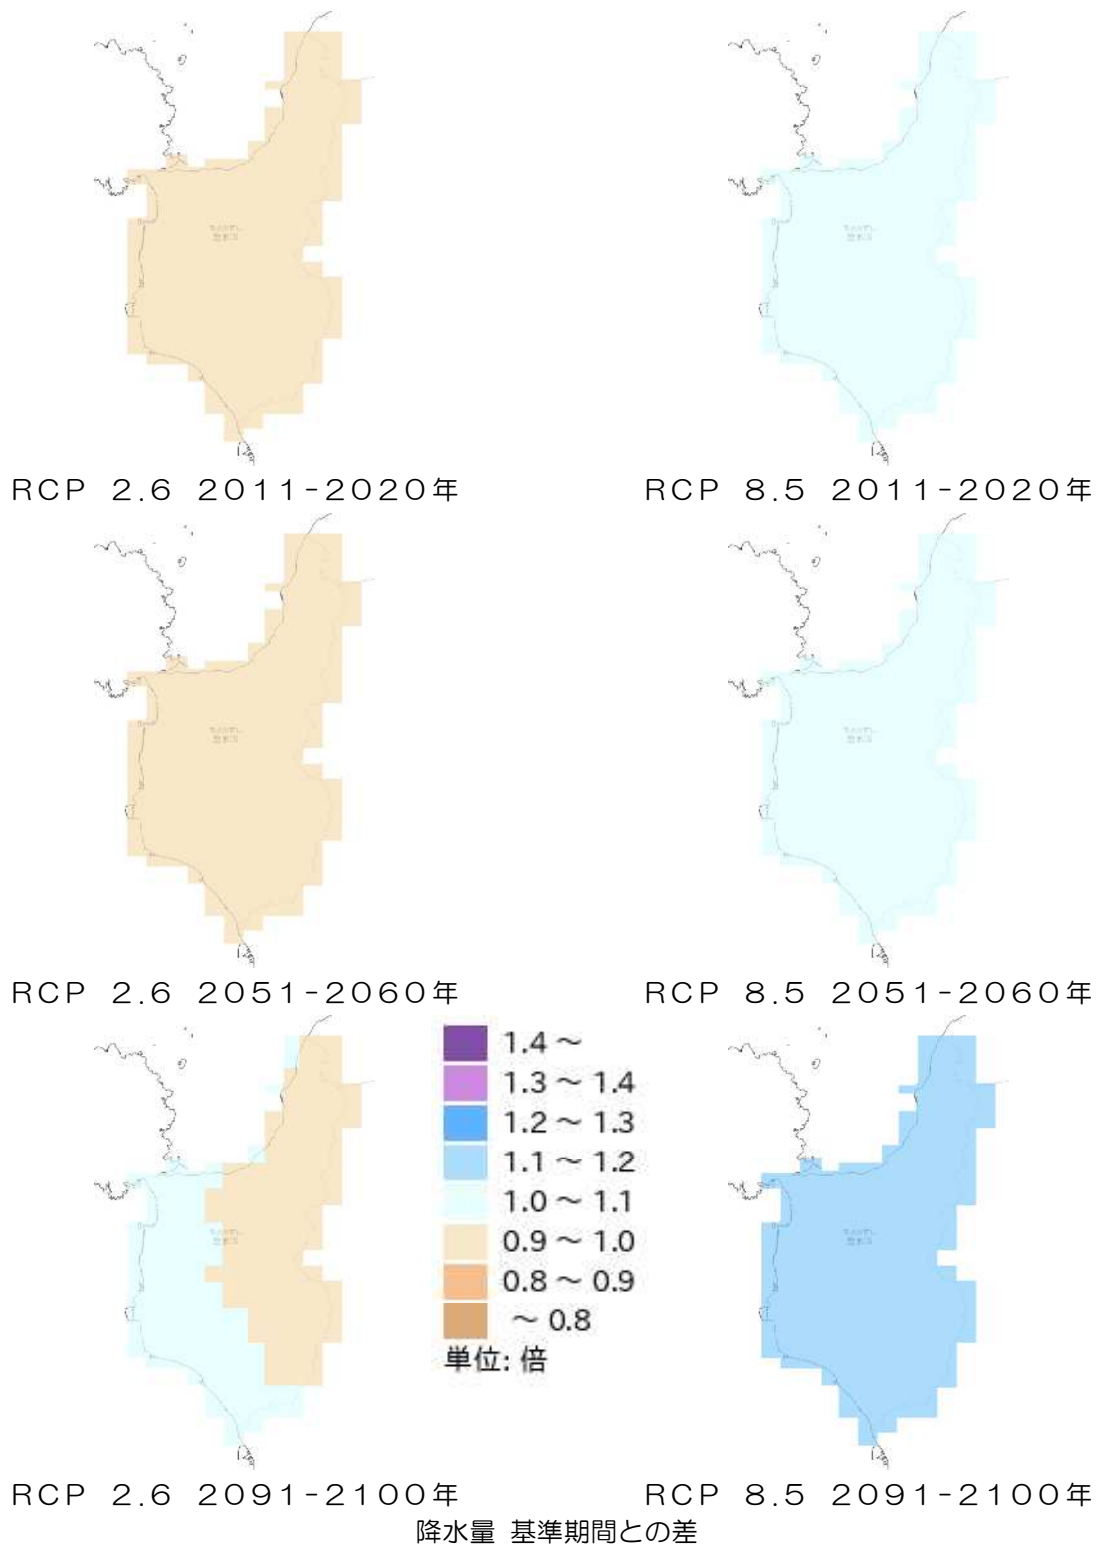 RCP 2.6 2011-2020年
RCP 8.5 2011-2020年
RCP 2.6 2051-2060年
RCP 8.5 2051-2060年
1.4 ～
1.3 ～ 1.4
1.2 ～ 1.3
1.1 ～ 1.2
1.0 ～ 1.1
0.9 ～ 1.0
0.8 ～ 0.9
～ 0.8
単位: 倍
RCP 2.6 2091-2100年
RCP 8.5 2091-2100年
降水量 基準期間との差